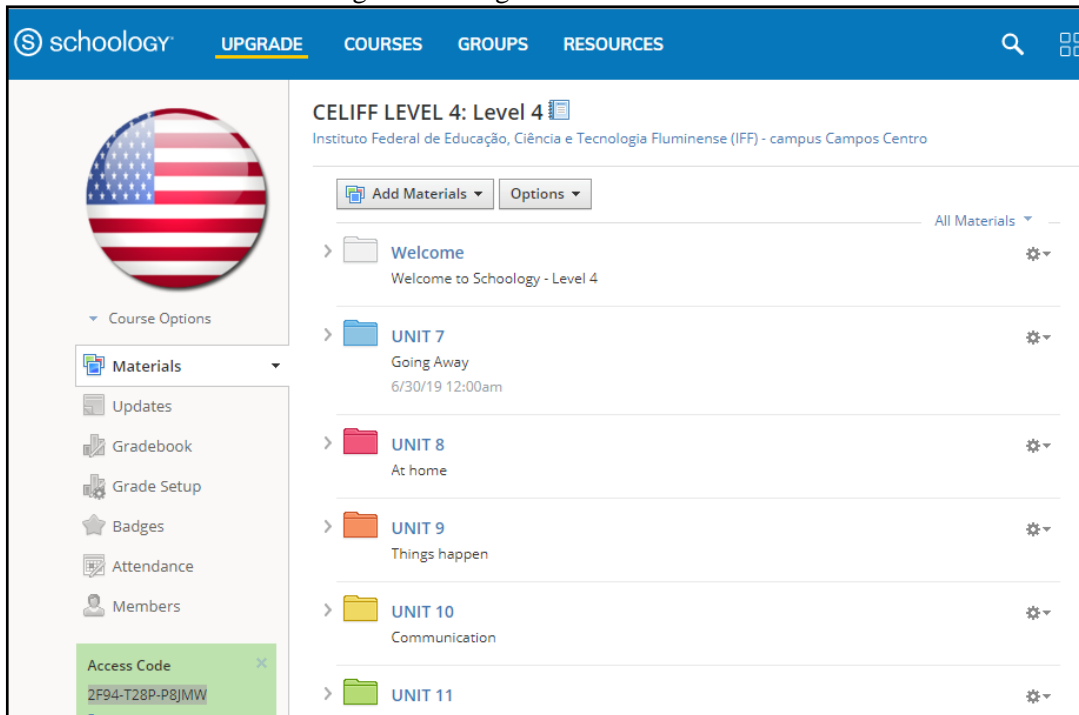 schoology UPGRADE COURSES GROUPS RESOURCES
CELIFF LEVEL 4: Level 4
Instituto Federal de Educação, Ciência e Tecnologia Fluminense (IFF) - campus Campos Centro
Add Materials Options
All Materials
Welcome
Welcome to Schoology - Level 4
UNIT 7
Going Away
6/30/19 12:00am
UNIT 8
At home
UNIT 9
Things happen
UNIT 10
Communication
UNIT 11
Course Options
Materials
Updates
Gradebook
Grade Setup
Badges
Attendance
Members
Access Code
2F94-T28P-P8JMW